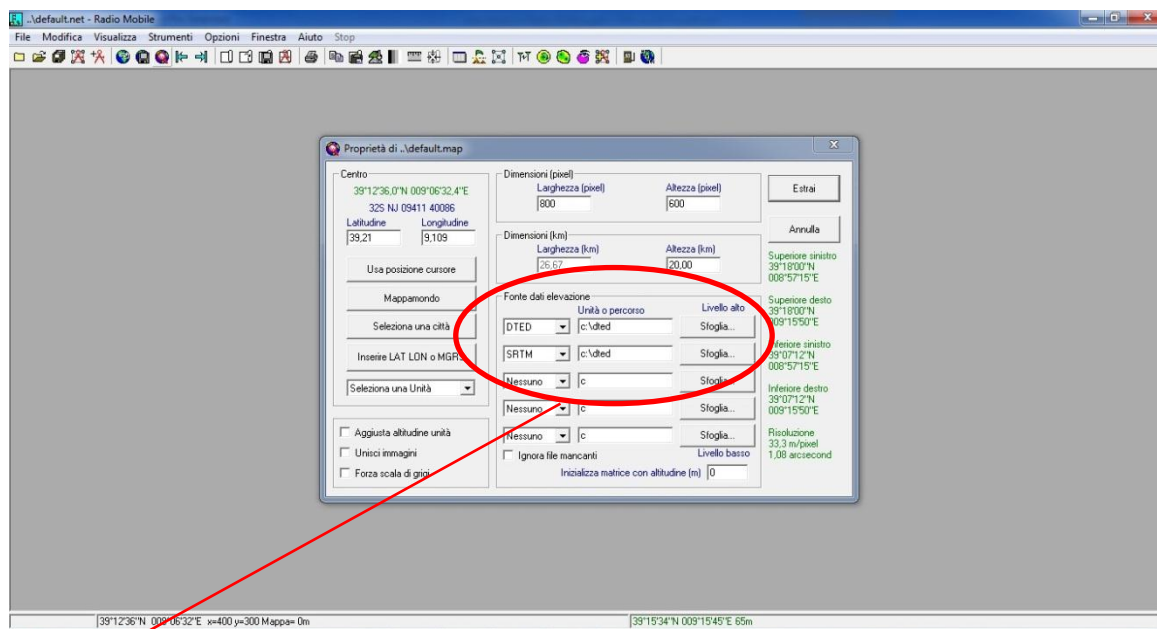 ..\default.net - Radio Mobile
File Modifica Visualizza Strumenti Opzioni Finestra Aiuto Stop
Proprietà di ..\default.map
Centro
39°12'36,0"N 009°06'32,4"E
32S NJ 09411 40086
Latitudine Longitudine
39,21 9,109
Usa posizione cursore
Mappamondo
Seleziona una città
Inserire LAT LON o MGRS
Seleziona una Unità
Aggiusta altitudine unità
Unisci immagini
Forza scala di grigi
Dimensioni (pixel)
Larghezza (pixel) Altezza (pixel)
800 600
Dimensioni (km)
Larghezza (km) Altezza (km)
26,67 20,00
Fonte dati elevazione
Unità o percorso Livello alto
DTED c:\dted Sfoglia...
SRTM c:\dted Sfoglia...
Nessuno c Sfoglia...
Nessuno c Sfoglia...
Nessuno c Sfoglia...
Ignora file mancanti Livello basso
Inizializza matrice con altitudine (m) 0
Estrai
Annulla
Superiore sinistro
39°18'00"N
008°57'15"E
Superiore desto
39°18'00"N
009°15'50"E
Inferiore sinistro
39°07'12"N
008°57'15"E
Inferiore destro
39°07'12"N
009°15'50"E
Risoluzione
33,3 m/pixel
1,08 arcsecond
39°12'36"N 009°06'32"E x=400 y=300 Mappa= 0m 39°15'34"N 009°15'45"E 65m